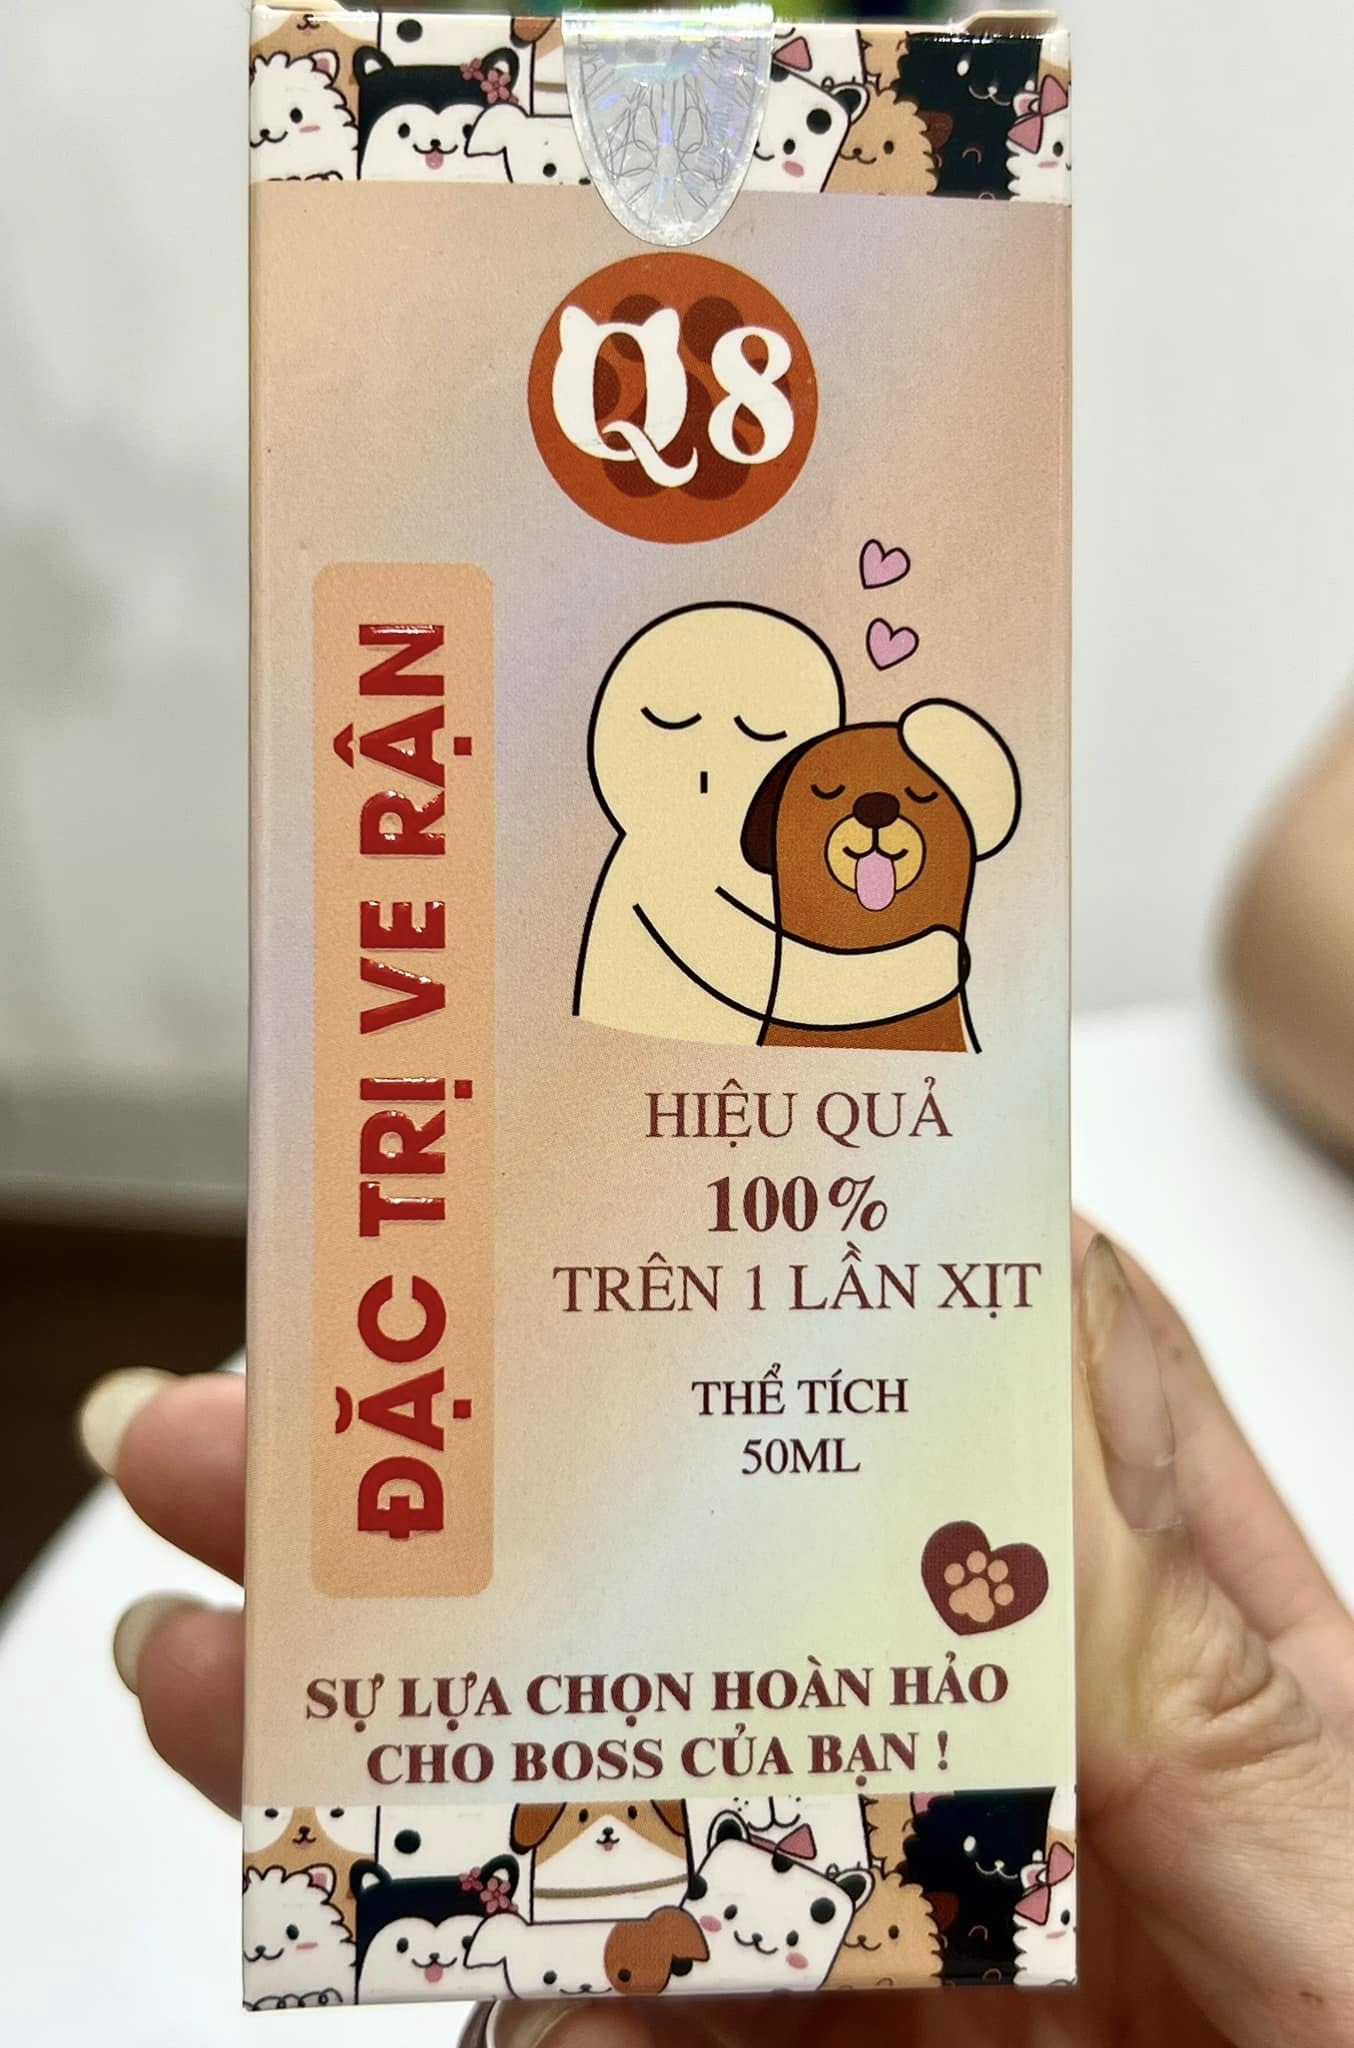 Q8
ĐẶC TRỊ VE RẬN
HIỆU QUẢ
100%
TRÊN 1 LẦN XỊT
THỂ TÍCH
50ML
SỰ LỰA CHỌN HOÀN HẢO
CHO BOSS CỦA BẠN !